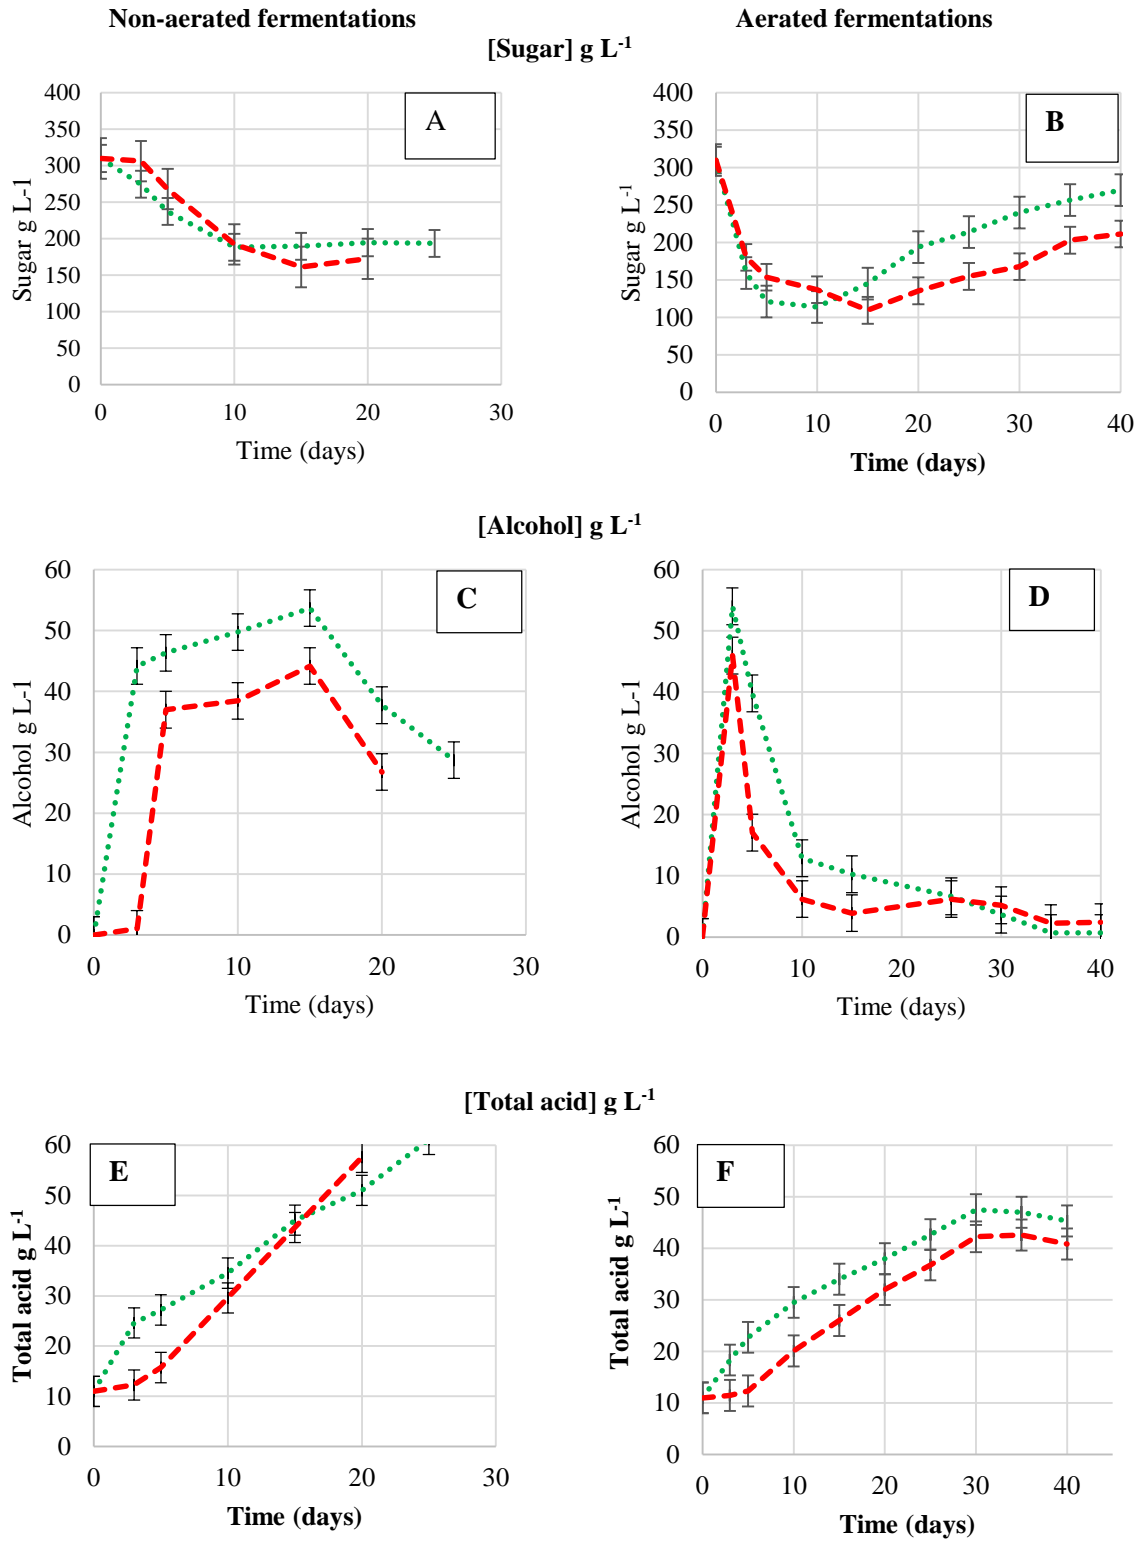 Non-aerated fermentations
Aerated fermentations
[Sugar] g L-1
400
350
300
250
200
150
100
50
0
Sugar g L-1
A
0 10 20 30
Time (days)
400
350
300
250
200
150
100
50
0
Sugar g L-1
B
0 10 20 30 40
Time (days)
[Alcohol] g L-1
60
50
40
30
20
10
0
Alcohol g L-1
C
0 10 20 30
Time (days)
60
50
40
30
20
10
0
Alcohol g L-1
D
0 10 20 30 40
Time (days)
[Total acid] g L-1
60
50
40
30
20
10
0
Total acid g L-1
E
0 10 20 30
Time (days)
60
50
40
30
20
10
0
Total acid g L-1
F
0 10 20 30 40
Time (days)